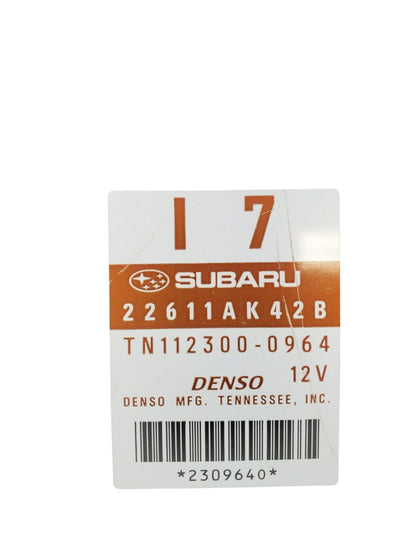 I 7
SUBARU
22611AK42B
TN112300-0964
DENSO 12V
DENSO MFG. TENNESSEE, INC.
*2309640*